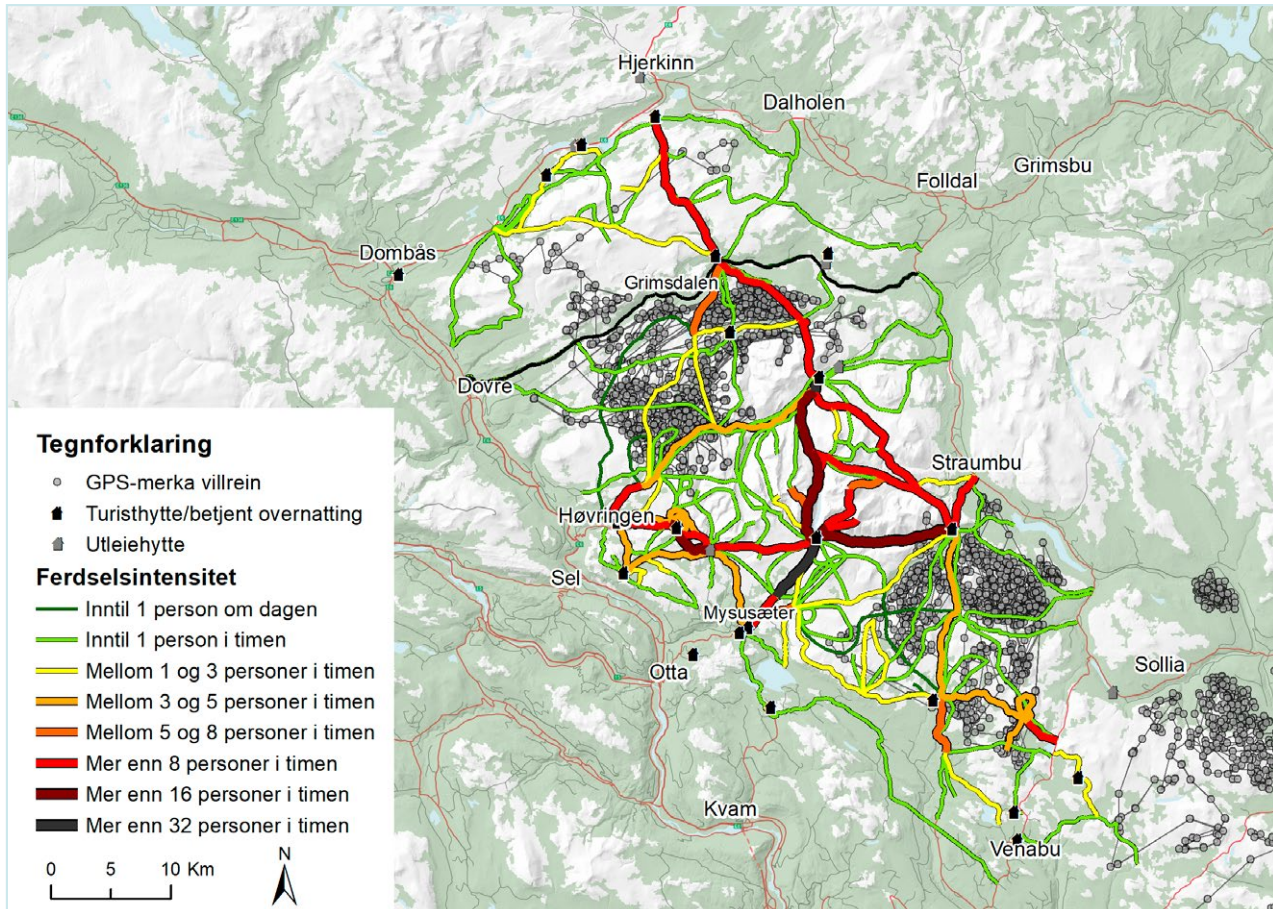 Hjerkinn
Dalholen
Grimsbu
Folldal
Dombås
Grimsdalen
Dovre
Straumbu
Høvringen
Sel
Mysusæter
Otta
Sollia
Kvam
Venabu
Tegnforklaring
GPS-merka villrein
Turisthytte/betjent overnatting
Utleiehytte
Ferdselsintensitet
Inntil 1 person om dagen
Inntil 1 person i timen
Mellom 1 og 3 personer i timen
Mellom 3 og 5 personer i timen
Mellom 5 og 8 personer i timen
Mer enn 8 personer i timen
Mer enn 16 personer i timen
Mer enn 32 personer i timen
0 5 10 Km
N